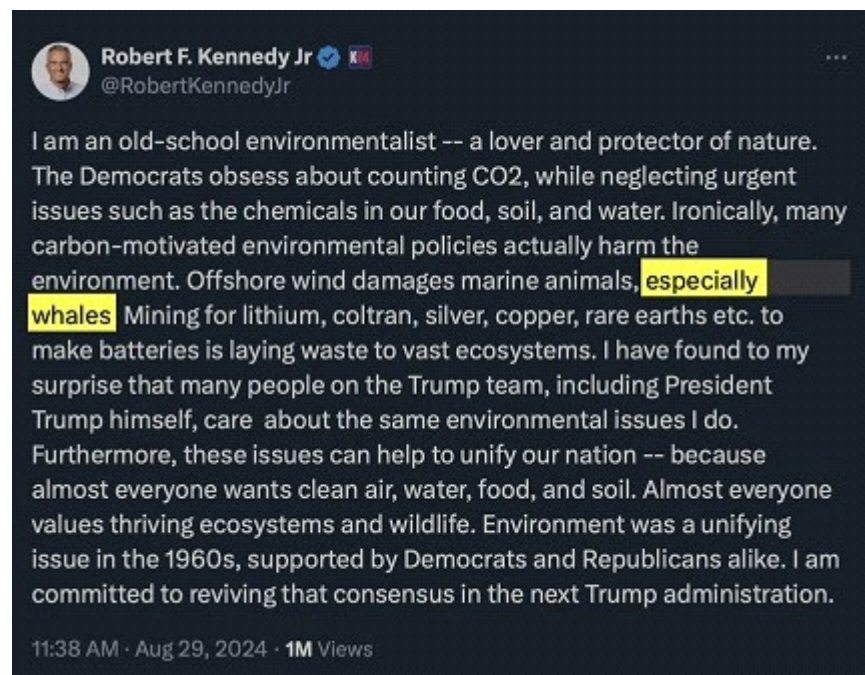 Robert F. Kennedy Jr
@RobertKennedyJr
I am an old-school environmentalist -- a lover and protector of nature.
The Democrats obsess about counting CO2, while neglecting urgent
issues such as the chemicals in our food, soil, and water. Ironically, many
carbon-motivated environmental policies actually harm the
environment. Offshore wind damages marine animals, especially
whales Mining for lithium, coltran, silver, copper, rare earths etc. to
make batteries is laying waste to vast ecosystems. I have found to my
surprise that many people on the Trump team, including President
Trump himself, care about the same environmental issues I do.
Furthermore, these issues can help to unify our nation -- because
almost everyone wants clean air, water, food, and soil. Almost everyone
values thriving ecosystems and wildlife. Environment was a unifying
issue in the 1960s, supported by Democrats and Republicans alike. I am
committed to reviving that consensus in the next Trump administration.
11:38 AM · Aug 29, 2024 · 1M Views